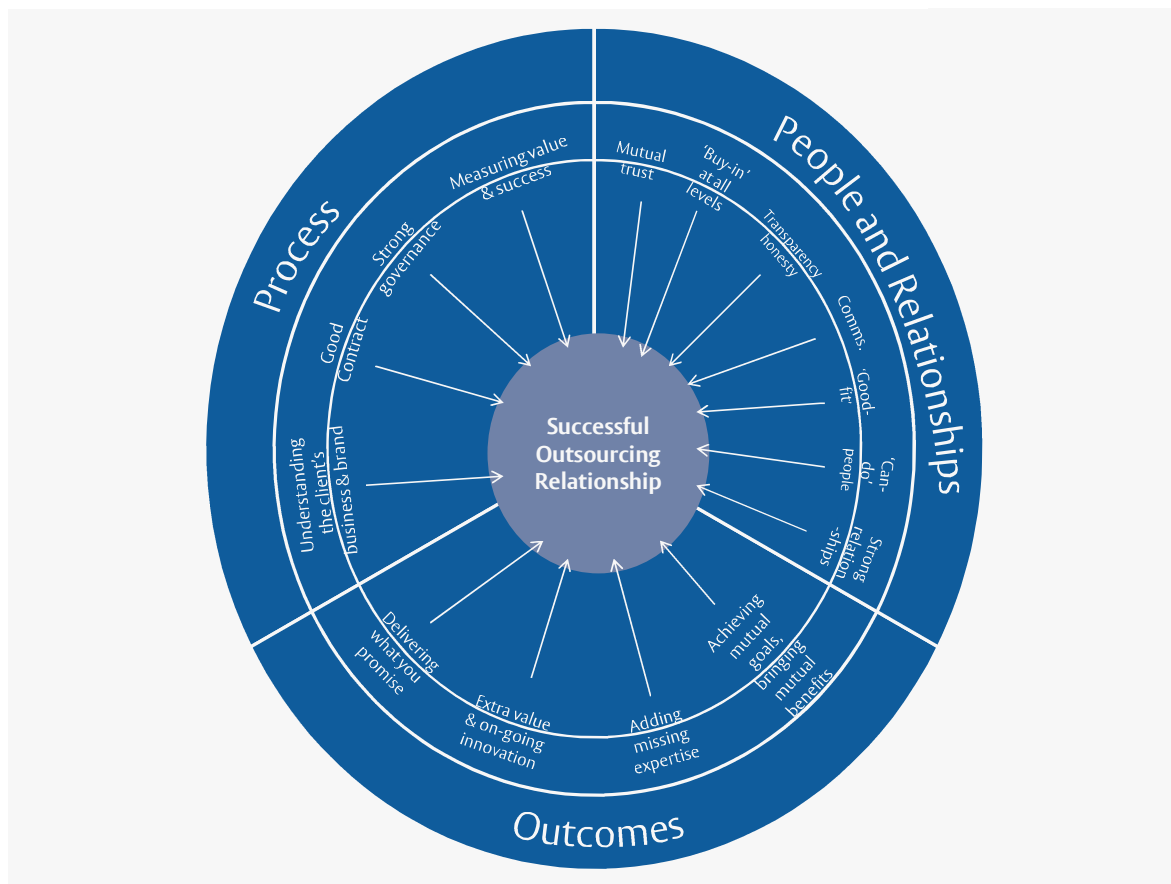 Process
People and Relationships
Outcomes
Successful
Outsourcing
Relationship
Measuring value
& success
Strong
governance
Good
Contract
Understanding
the client's
business & brand
Mutual
trust
‘Buy-in’
at all
levels
Transparency
honesty
Comms.
‘Good-
fit’
‘Can-
do’
people
Strong
relation
-ships
Achieving
mutual
goals,
bringing
mutual
benefits
Adding
missing
expertise
Extra value
& on-going
innovation
Delivering
what you
promise